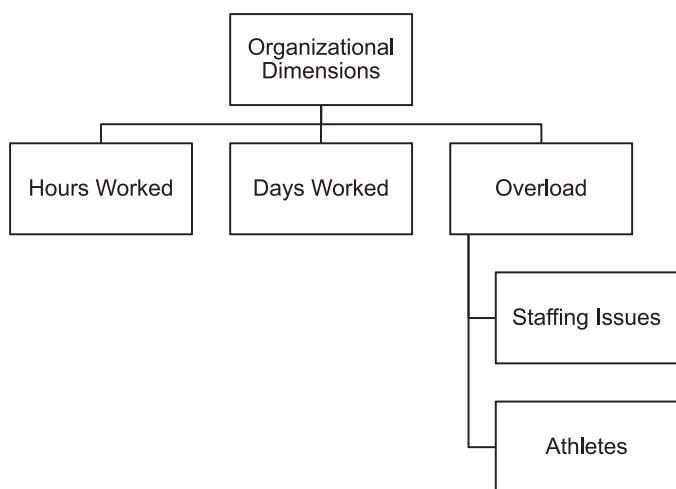 Organizational
Dimensions
Hours Worked
Days Worked
Overload
Staffing Issues
Athletes